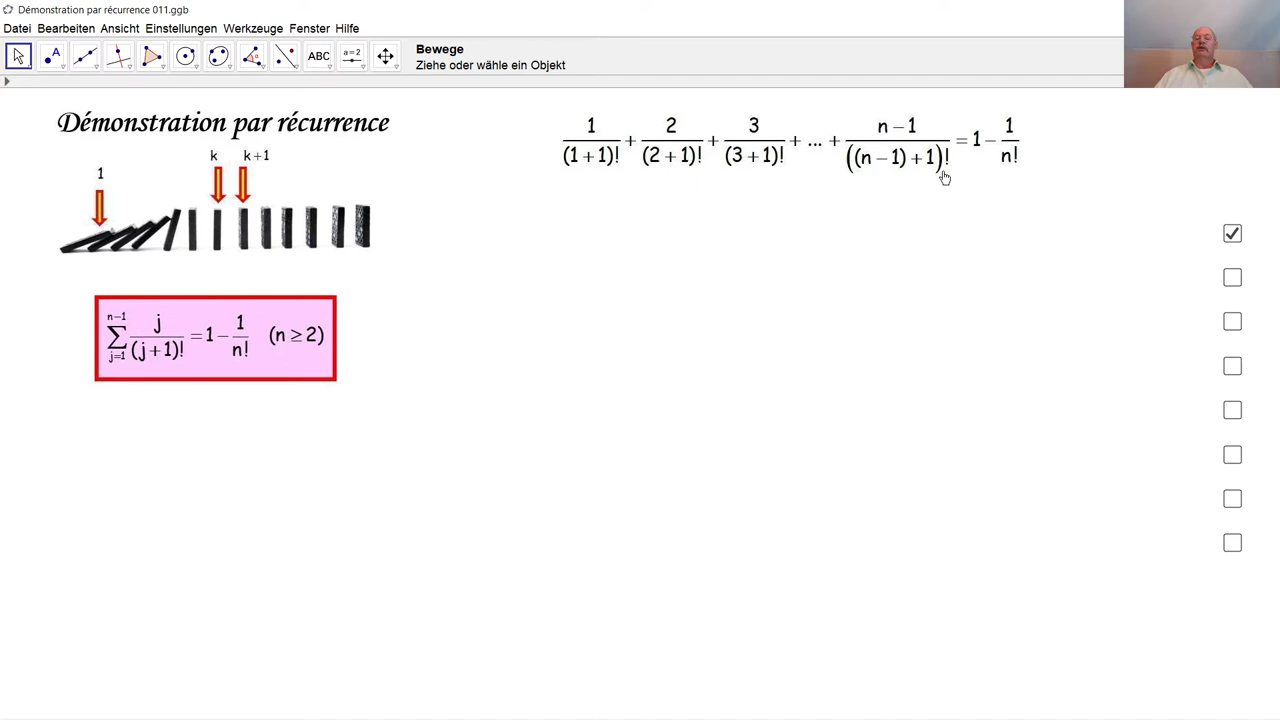 Démonstration par récurrence 011.ggb
Datei Bearbeiten Ansicht Einstellungen Werkzeuge Fenster Hilfe
A
ABC
a=2
Bewege
Ziehe oder wähle ein Objekt
Démonstration par récurrence
1/(1+1)! + 2/(2+1)! + 3/(3+1)! + ... + n−1/((n−1)+1)! = 1 − 1/n!
k k+1
1
n−1 ∑ j=1 j/(j+1)! = 1 − 1/n! (n ≥ 2)